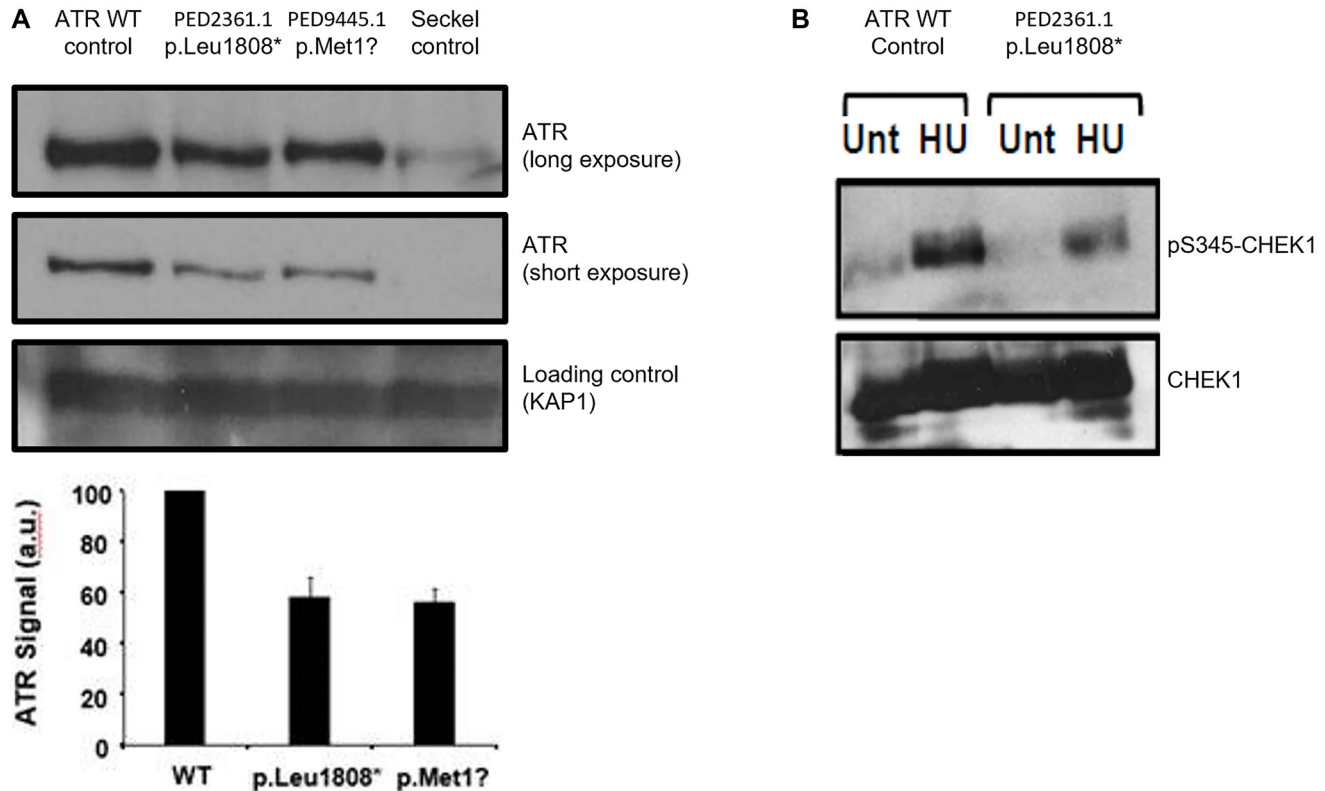 A
ATR WT
control
PED2361.1
p.Leu1808*
PED9445.1
p.Met1?
Seckel
control
ATR
(long exposure)
ATR
(short exposure)
Loading control
(KAP1)
ATR Signal (a.u.)
100
80
60
40
20
0
WT
p.Leu1808*
p.Met1?
B
ATR WT
Control
PED2361.1
p.Leu1808*
Unt HU Unt HU
pS345-CHEK1
CHEK1